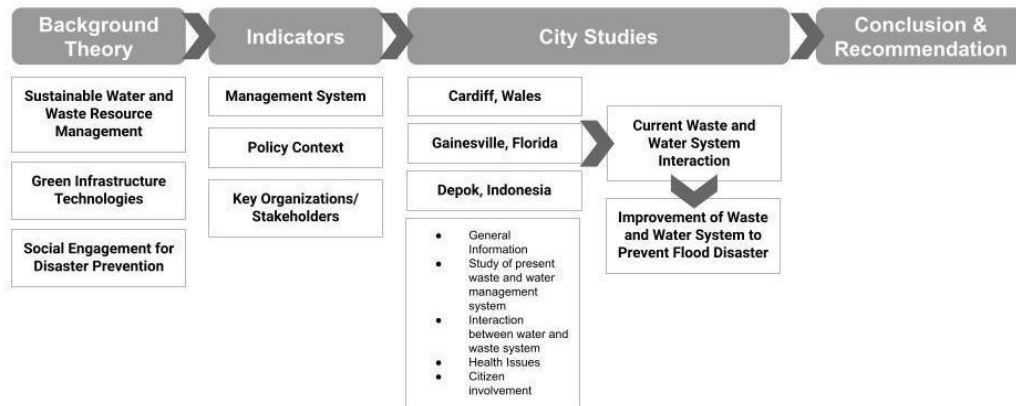 Background
Theory
Indicators
City Studies
Conclusion &
Recommendation
Sustainable Water and
Waste Resource
Management
Green Infrastructure
Technologies
Social Engagement for
Disaster Prevention
Management System
Policy Context
Key Organizations/
Stakeholders
Cardiff, Wales
Gainesville, Florida
Depok, Indonesia
● General
Information
● Study of present
waste and water
management
system
● Interaction
between water and
waste system
● Health Issues
● Citizen
involvement
Current Waste and
Water System
Interaction
Improvement of Waste
and Water System to
Prevent Flood Disaster